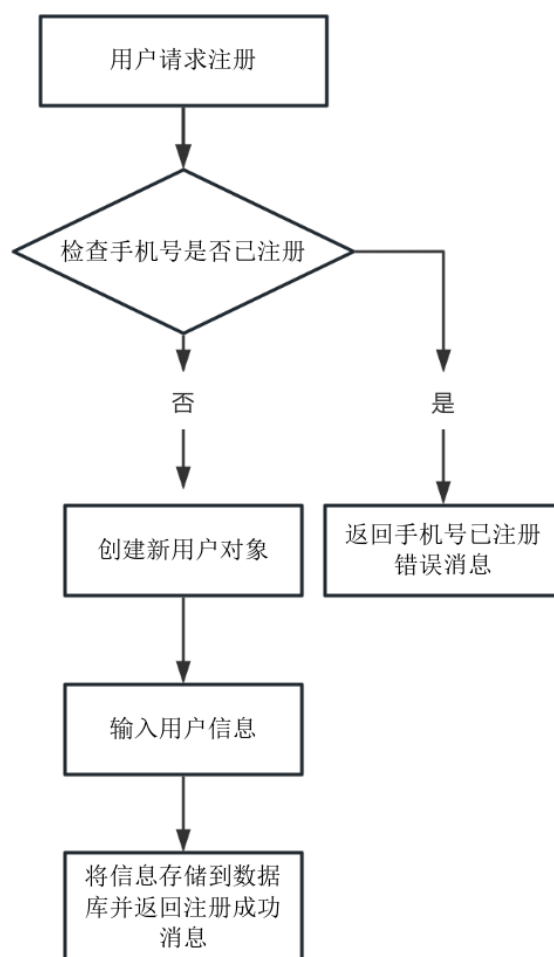 用户请求注册
检查手机号是否已注册
否
是
创建新用户对象
返回手机号已注册
错误消息
输入用户信息
将信息存储到数据
库并返回注册成功
消息